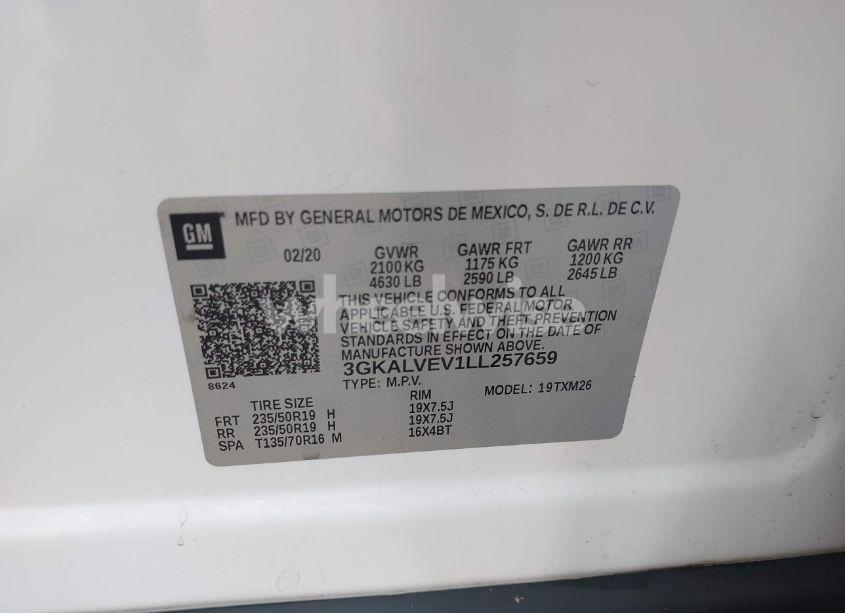 GM
MFD BY GENERAL MOTORS DE MEXICO, S. DE R.L. DE C.V.
02/20 GVWR GAWR FRT GAWR RR
2100 KG 1175 KG 1200 KG
4630 LB 2590 LB 2645 LB
THIS VEHICLE CONFORMS TO ALL
APPLICABLE U.S. FEDERAL MOTOR
VEHICLE SAFETY AND THEFT PREVENTION
STANDARDS IN EFFECT ON THE DATE OF
MANUFACTURE SHOWN ABOVE.
3GKALVEV1LL257659
8624
TYPE: M.P.V. MODEL: 19TXM26
TIRE SIZE RIM
FRT 235/50R19 H 19X7.5J
RR 235/50R19 H 19X7.5J
SPA T135/70R16 M 16X4BT